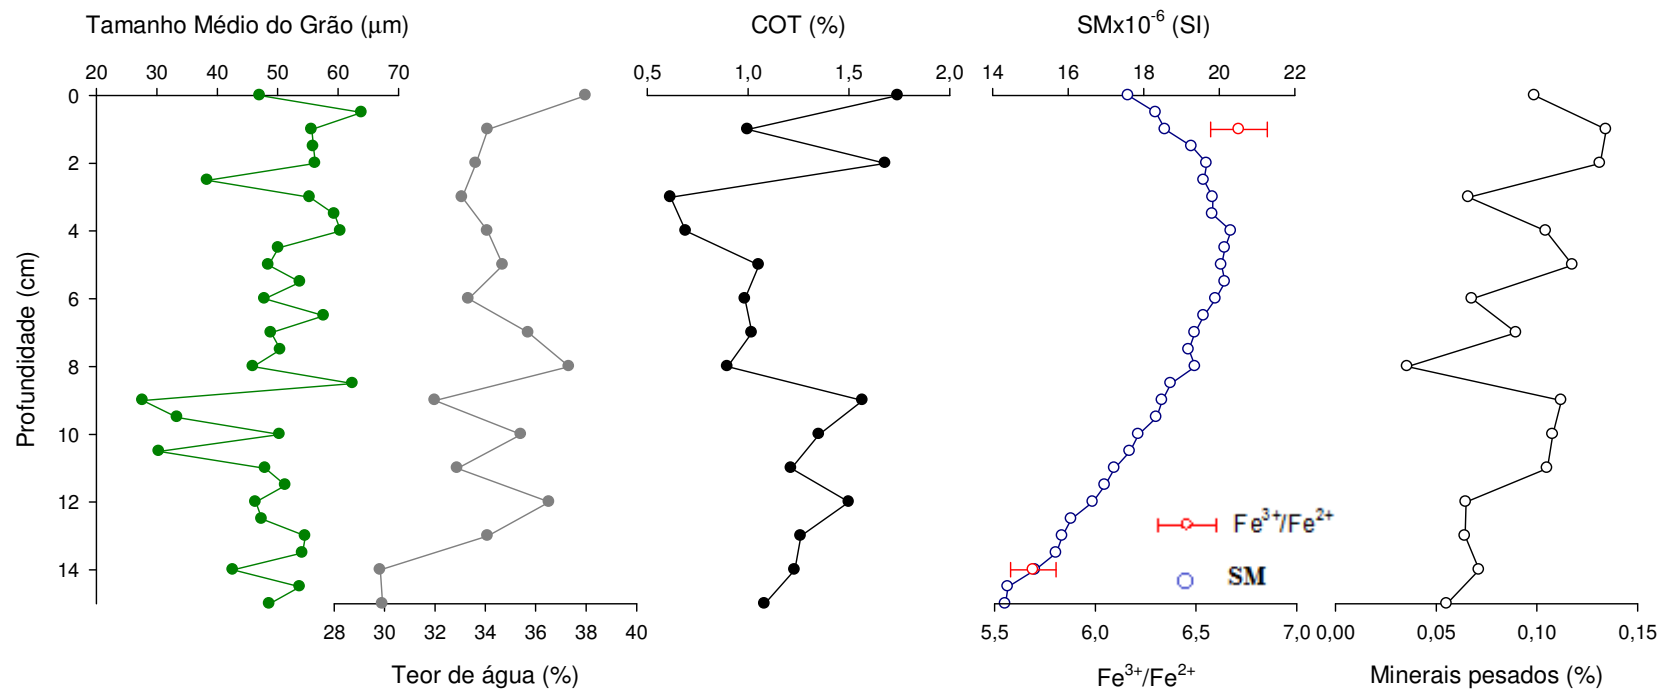 Tamanho Médio do Grão (μm) COT (%) SMx10⁻⁶ (SI)
20 30 40 50 60 70 0,5 1,0 1,5 2,0 14 16 18 20 22
0
2
4
6
8
10
12
14
Profundidade (cm)
Fe³⁺/Fe²⁺
SM
28 30 32 34 36 38 40 5,5 6,0 6,5 7,0 0,00 0,05 0,10 0,15
Teor de água (%) Fe³⁺/Fe²⁺ Minerais pesados (%)